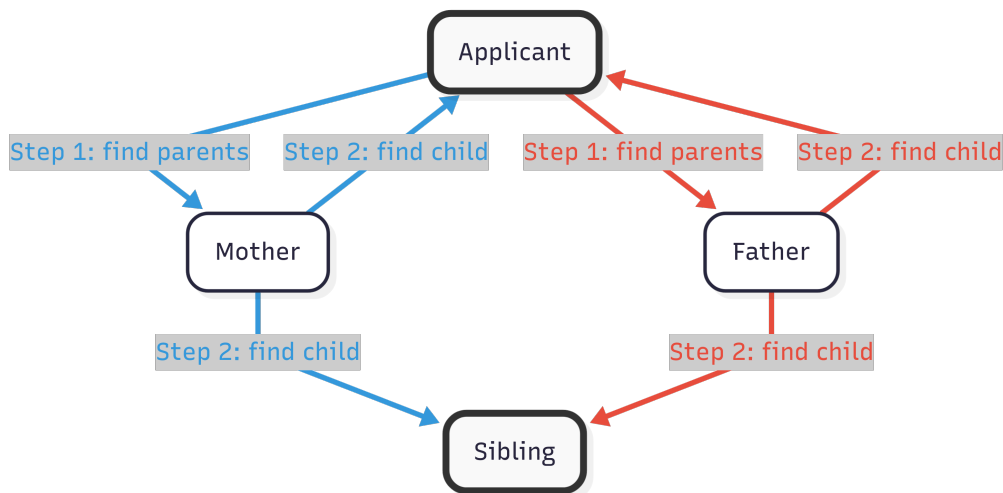 Applicant
Step 1: find parents
Step 2: find child
Step 1: find parents
Step 2: find child
Mother
Father
Step 2: find child
Step 2: find child
Sibling